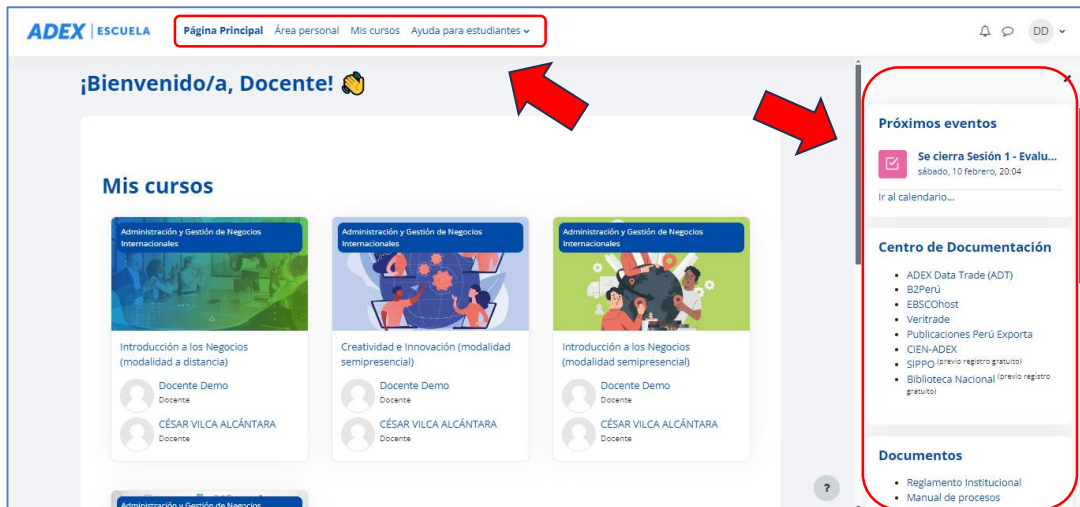 ADEX | ESCUELA
Página Principal Área personal Mis cursos Ayuda para estudiantes
DD
¡Bienvenido/a, Docente!
Mis cursos
Administración y Gestión de Negocios
Internacionales
Introducción a los Negocios
(modalidad a distancia)
Docente Demo
Docente
CÉSAR VILCA ALCÁNTARA
Docente
Administración y Gestión de Negocios
Internacionales
Creatividad e Innovación (modalidad
semipresencial)
Docente Demo
Docente
CÉSAR VILCA ALCÁNTARA
Docente
Administración y Gestión de Negocios
Internacionales
Introducción a los Negocios
(modalidad semipresencial)
Docente Demo
Docente
CÉSAR VILCA ALCÁNTARA
Docente
Administración y Gestión de Negocios
?
Próximos eventos
Se cierra Sesión 1 - Evalu...
sábado, 10 febrero, 20:04
Ir al calendario...
Centro de Documentación
ADEX Data Trade (ADT)
B2Perú
EBSCOhost
Veritrade
Publicaciones Perú Exporta
CIEN-ADEX
SIPPO (previo registro gratuito)
Biblioteca Nacional (previo registro
gratuito)
Documentos
Reglamento Institucional
Manual de procesos